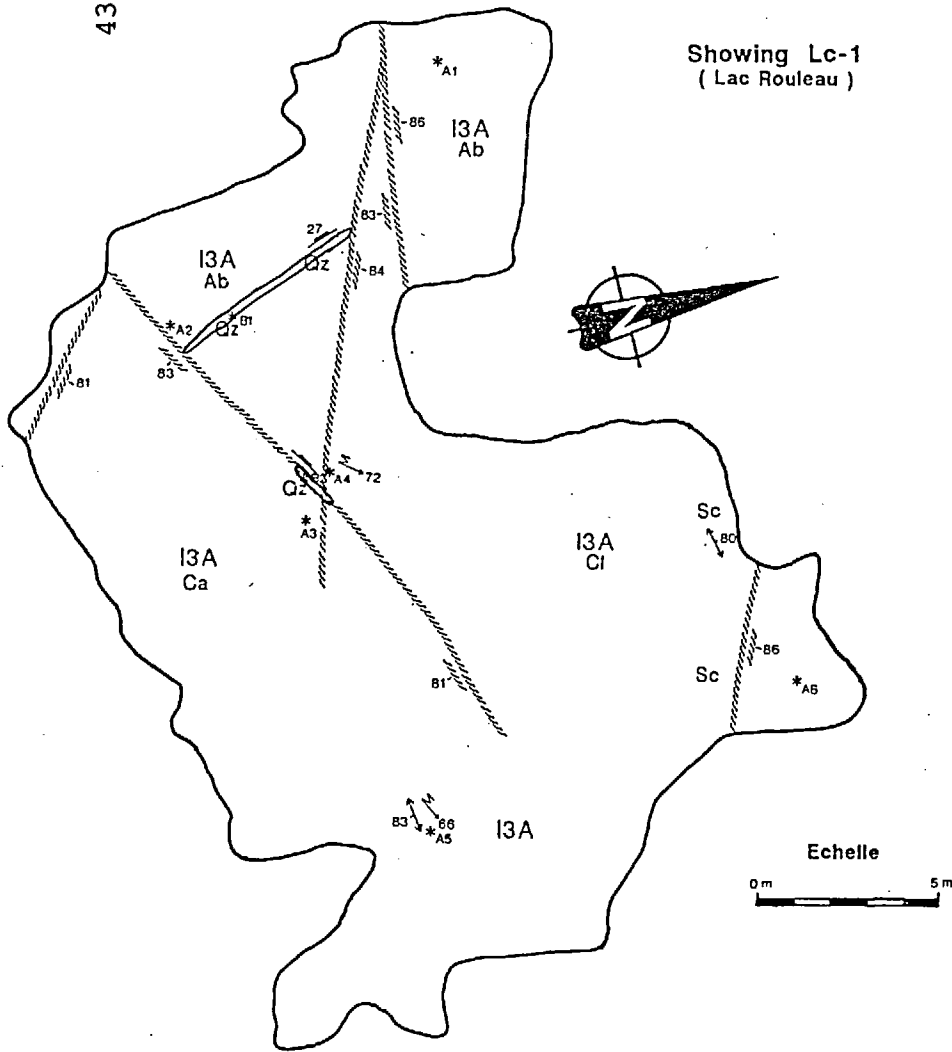 43
Showing Lc-1
( Lac Rouleau )
*A1
86
I3A
Ab
83
27
Qz
84
I3A
Ab
N
*A2
*B1
Qz
83
81
M
72
*A4
Qz
*A3
Sc
80
I3A
Ca
I3A
Cl
86
Sc
*A6
81
M
83
66
*A5
I3A
Echelle
0 m
5 m